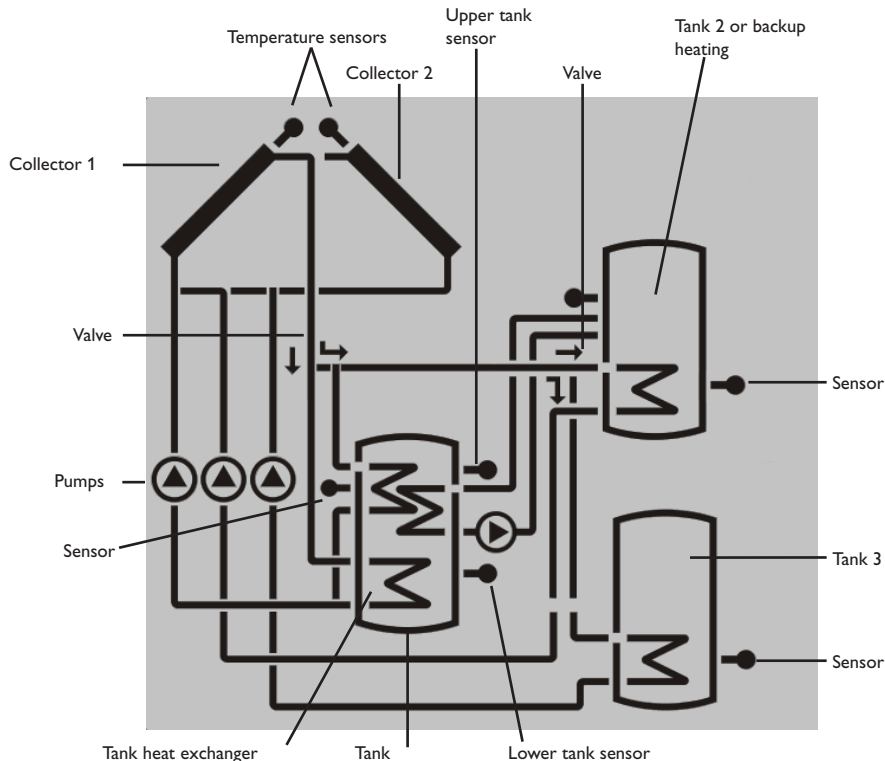 Upper tank
sensor
Tank 2 or backup
heating
Temperature sensors
Collector 2
Valve
Collector 1
Valve
Sensor
Pumps
Sensor
Tank 3
Sensor
Tank heat exchanger
Tank
Lower tank sensor